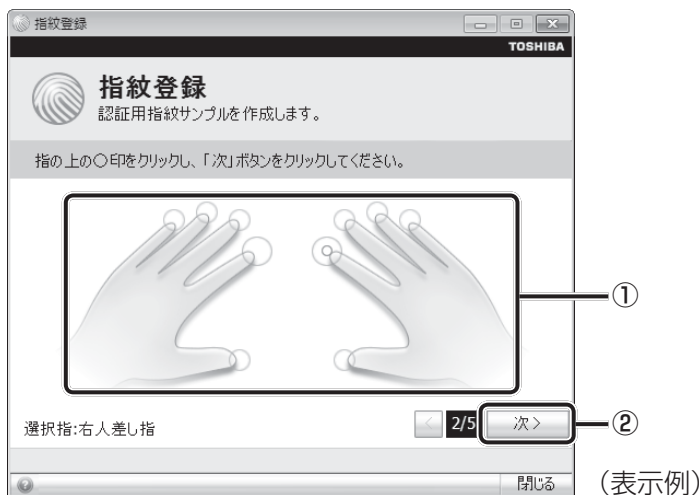 指紋登録
TOSHIBA
指紋登録
認証用指紋サンプルを作成します。
指の上の○印をクリックし、「次」ボタンをクリックしてください。
①
選択指:右人差し指
< 2/5 次 > ②
? 閉じる
（表示例）